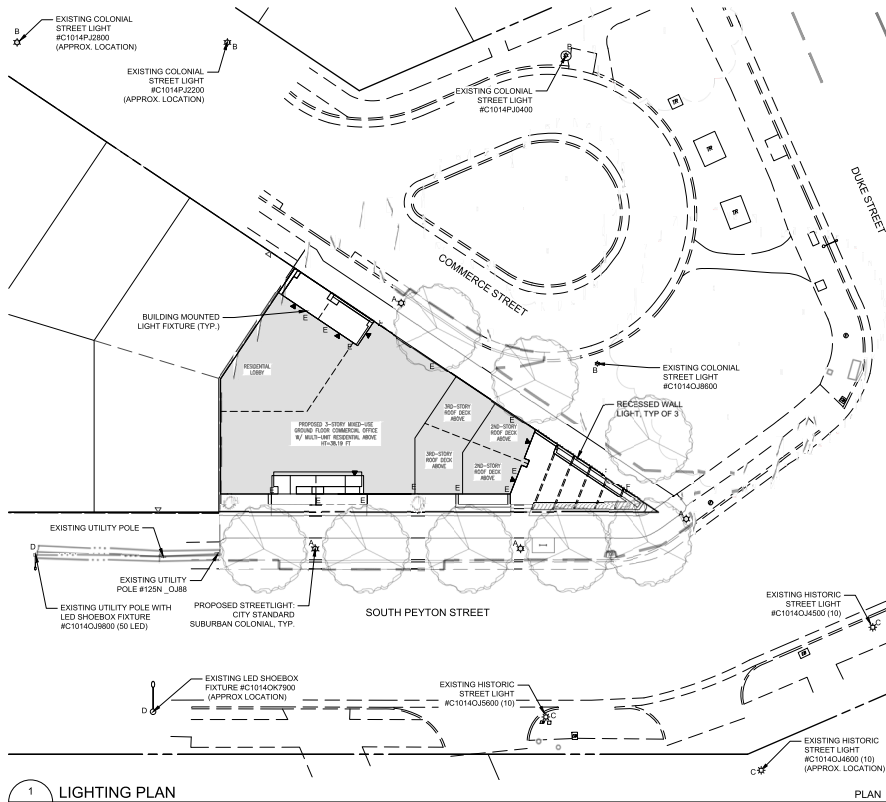 EXISTING COLONIAL
STREET LIGHT
#C1014PJ2800
(APPROX. LOCATION)
B
B
EXISTING COLONIAL
STREET LIGHT
#C1014PJ2200
(APPROX. LOCATION)
B
EXISTING COLONIAL
STREET LIGHT
#C1014PJ0400
TR
TR
TR
DUKE STREET
COMMERCE STREET
A
BUILDING MOUNTED
LIGHT FIXTURE (TYP.)
E
E
E
E
RESIDENTIAL
LOBBY
B
EXISTING COLONIAL
STREET LIGHT
#C1014OJ8600
RECESSED WALL
LIGHT, TYP OF 3
3RD-STORY
ROOF DECK
ABOVE
2ND-STORY
ROOF DECK
ABOVE
E
PROPOSED 3-STORY MIXED-USE
GROUND FLOOR COMMERCIAL OFFICE
W/ MULTI-UNIT RESIDENTIAL ABOVE
HT=38.19 FT
3RD-STORY
ROOF DECK
ABOVE
2ND-STORY
ROOF DECK
ABOVE
E
E
E
E
E
E
E
E
A
EXISTING UTILITY POLE
D
A
A
EXISTING UTILITY
POLE #125N _OJ88
EXISTING UTILITY POLE WITH
LED SHOEBOX FIXTURE
#C1014OJ9800 (50 LED)
PROPOSED STREETLIGHT:
CITY STANDARD
SUBURBAN COLONIAL, TYP.
SOUTH PEYTON STREET
EXISTING HISTORIC
STREET LIGHT
#C1014OJ4500 (10)
C
EXISTING LED SHOEBOX
FIXTURE #C1014OK7900
(APPROX LOCATION)
D
EXISTING HISTORIC
STREET LIGHT
#C1014OJ5600 (10)
C
EXISTING HISTORIC
STREET LIGHT
#C1014OJ4600 (10)
(APPROX. LOCATION)
C
1 LIGHTING PLAN
PLAN